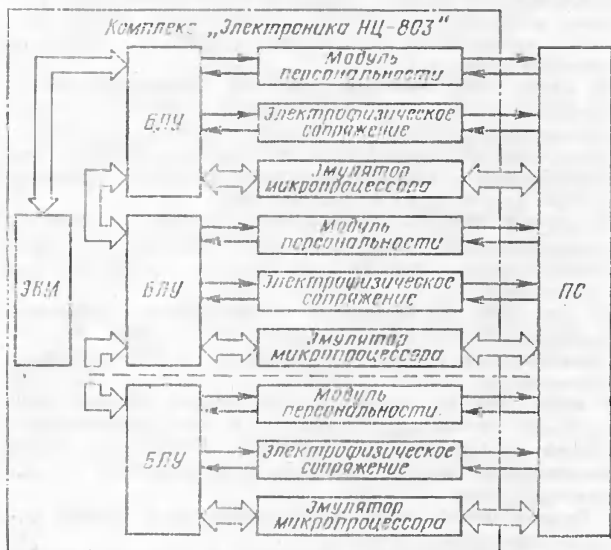 Комплекс „Электроника НЦ-803"
Модуль
персональности
БЛУ
Электрофизическое
сопряжение
Эмулятор
микропроцессора
Модуль
персональности
ЭВМ
БЛУ
Электрофизическое
сопряжение
ПС
Эмулятор
микропроцессора
Модуль
персональности
БЛУ
Электрофизическое
сопряжение
Эмулятор
микропроцессора